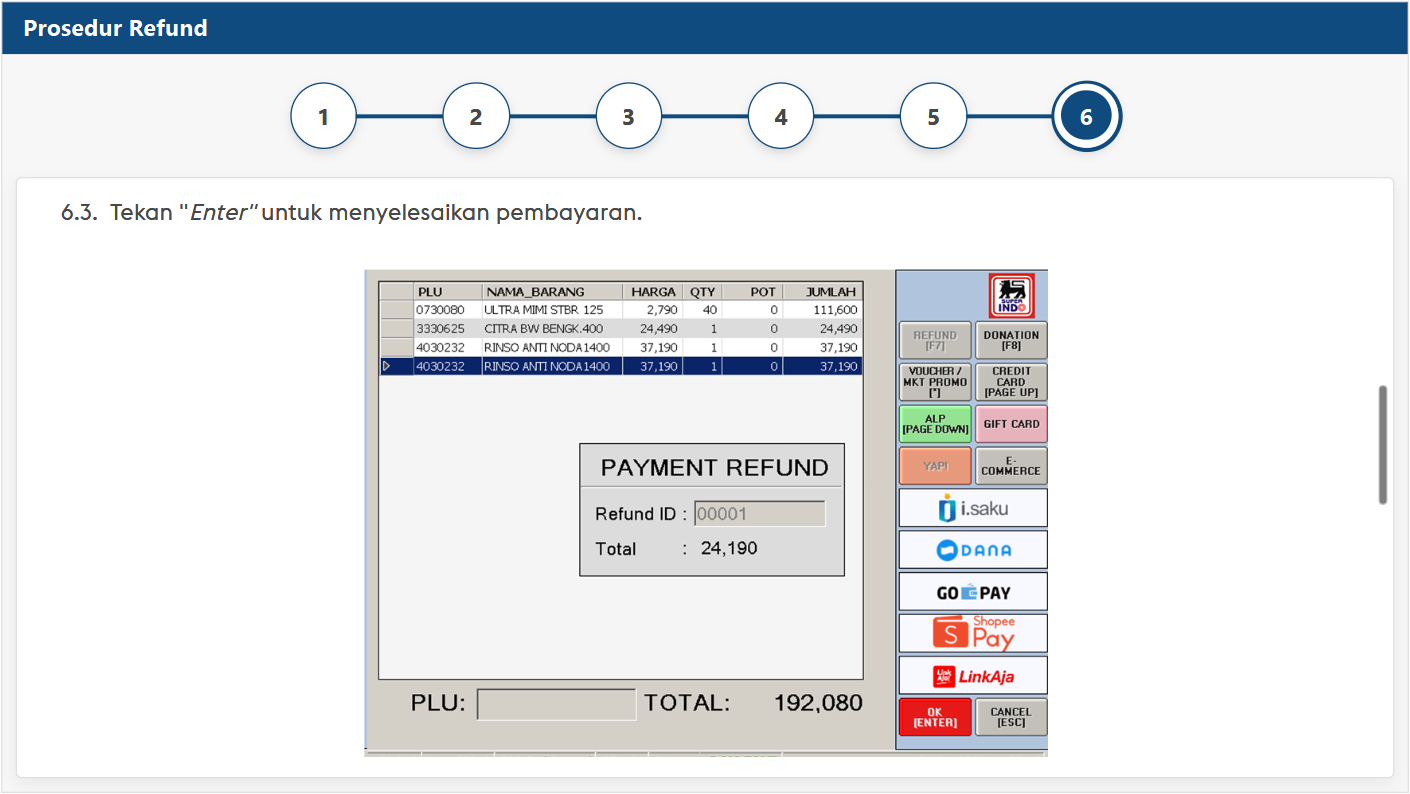 Prosedur Refund
1 2 3 4 5 6
6.3. Tekan "Enter" untuk menyelesaikan pembayaran.
PLU NAMA_BARANG HARGA QTY POT JUMLAH
0730080 ULTRA MIMI STBR 125 2,790 40 0 111,600
3330625 CITRA BW BENGK.400 24,490 1 0 24,490
4030232 RINSO ANTI NODA1400 37,190 1 0 37,190
4030232 RINSO ANTI NODA1400 37,190 1 0 37,190
PAYMENT REFUND
Refund ID : 00001
Total : 24,190
PLU: TOTAL: 192,080
SUPER
INDO
REFUND
[F7]
DONATION
[F8]
VOUCHER /
MKT PROMO
[*]
CREDIT
CARD
[PAGE UP]
ALP
[PAGE DOWN]
GIFT CARD
YAP!
E-
COMMERCE
i.saku
DANA
GO PAY
S Shopee
Pay
Link
Aja!
LinkAja
OK
[ENTER]
CANCEL
[ESC]